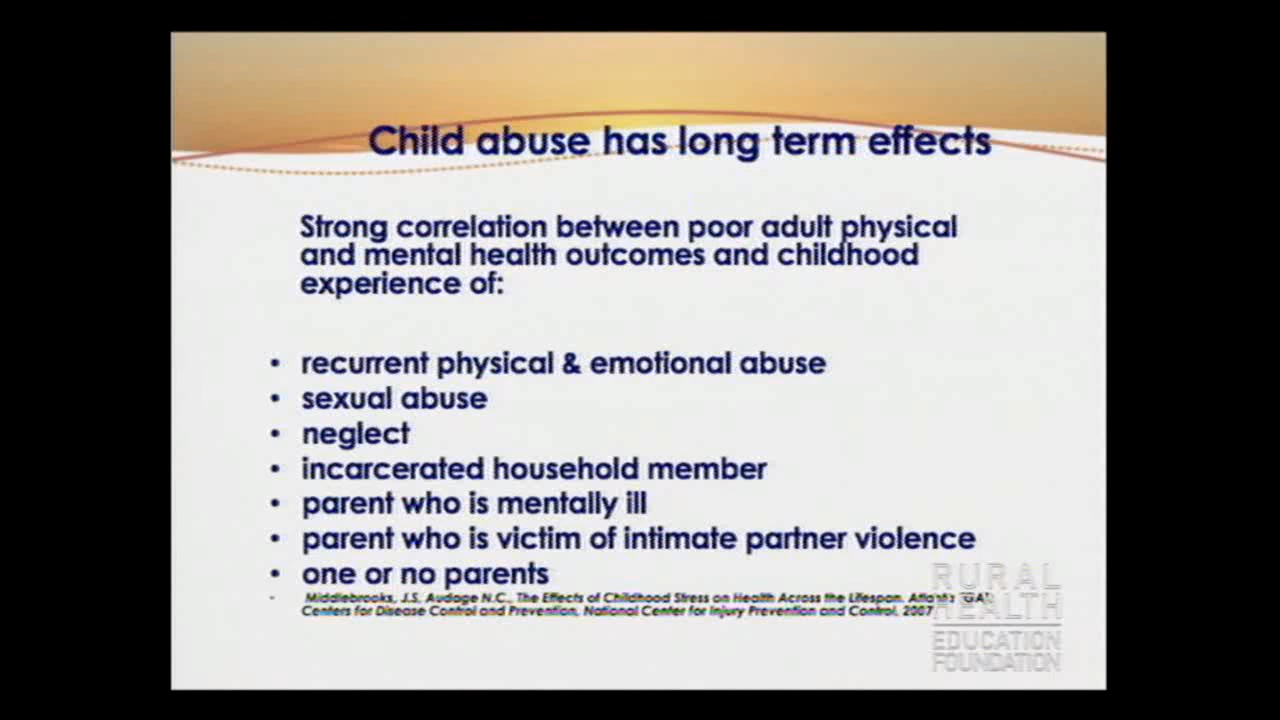 Child abuse has long term effects
Strong correlation between poor adult physical
and mental health outcomes and childhood
experience of:
• recurrent physical & emotional abuse
• sexual abuse
• neglect
• incarcerated household member
• parent who is mentally ill
• parent who is victim of intimate partner violence
• one or no parents
• Middlebrooks, J.S. Audage N.C., The Effects of Childhood Stress on Health Across the Lifespan. Atlanta (GA):
Centers for Disease Control and Prevention, National Center for Injury Prevention and Control, 2007
RURAL
HEALTH
EDUCATION
FOUNDATION